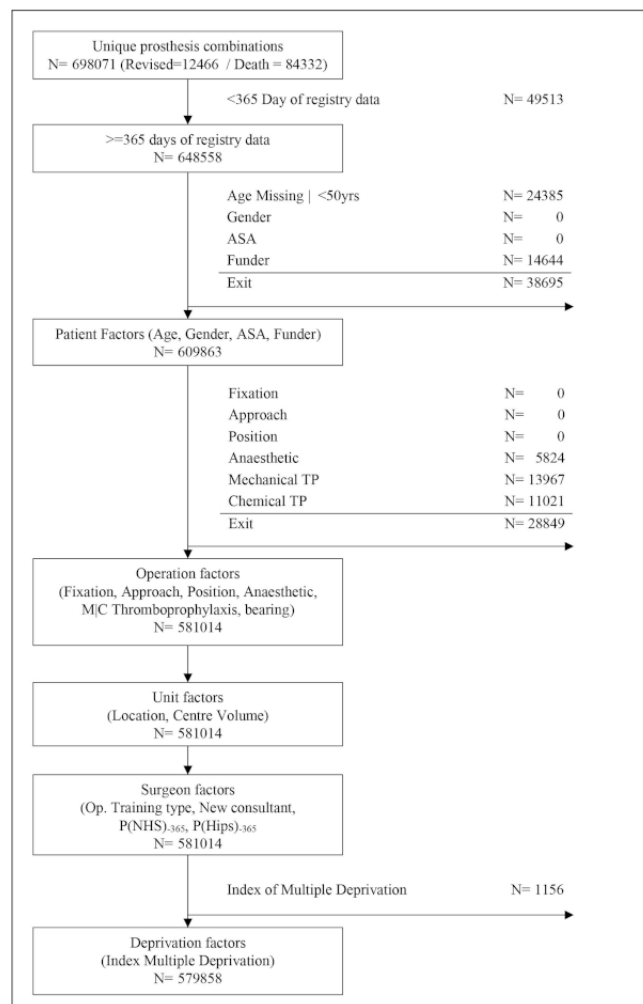 Unique prosthesis combinations
N= 698071 (Revised=12466 / Death = 84332)
<365 Day of registry data N= 49513
>=365 days of registry data
N= 648558
Age Missing | <50yrs N= 24385
Gender N= 0
ASA N= 0
Funder N= 14644
Exit N= 38695
Patient Factors (Age, Gender, ASA, Funder)
N= 609863
Fixation N= 0
Approach N= 0
Position N= 0
Anaesthetic N= 5824
Mechanical TP N= 13967
Chemical TP N= 11021
Exit N= 28849
Operation factors
(Fixation, Approach, Position, Anaesthetic,
M|C Thromboprophylaxis, bearing)
N= 581014
Unit factors
(Location, Centre Volume)
N= 581014
Surgeon factors
(Op. Training type, New consultant,
P(NHS)-365, P(Hips)-365
N= 581014
Index of Multiple Deprivation N= 1156
Deprivation factors
(Index Multiple Deprivation)
N= 579858